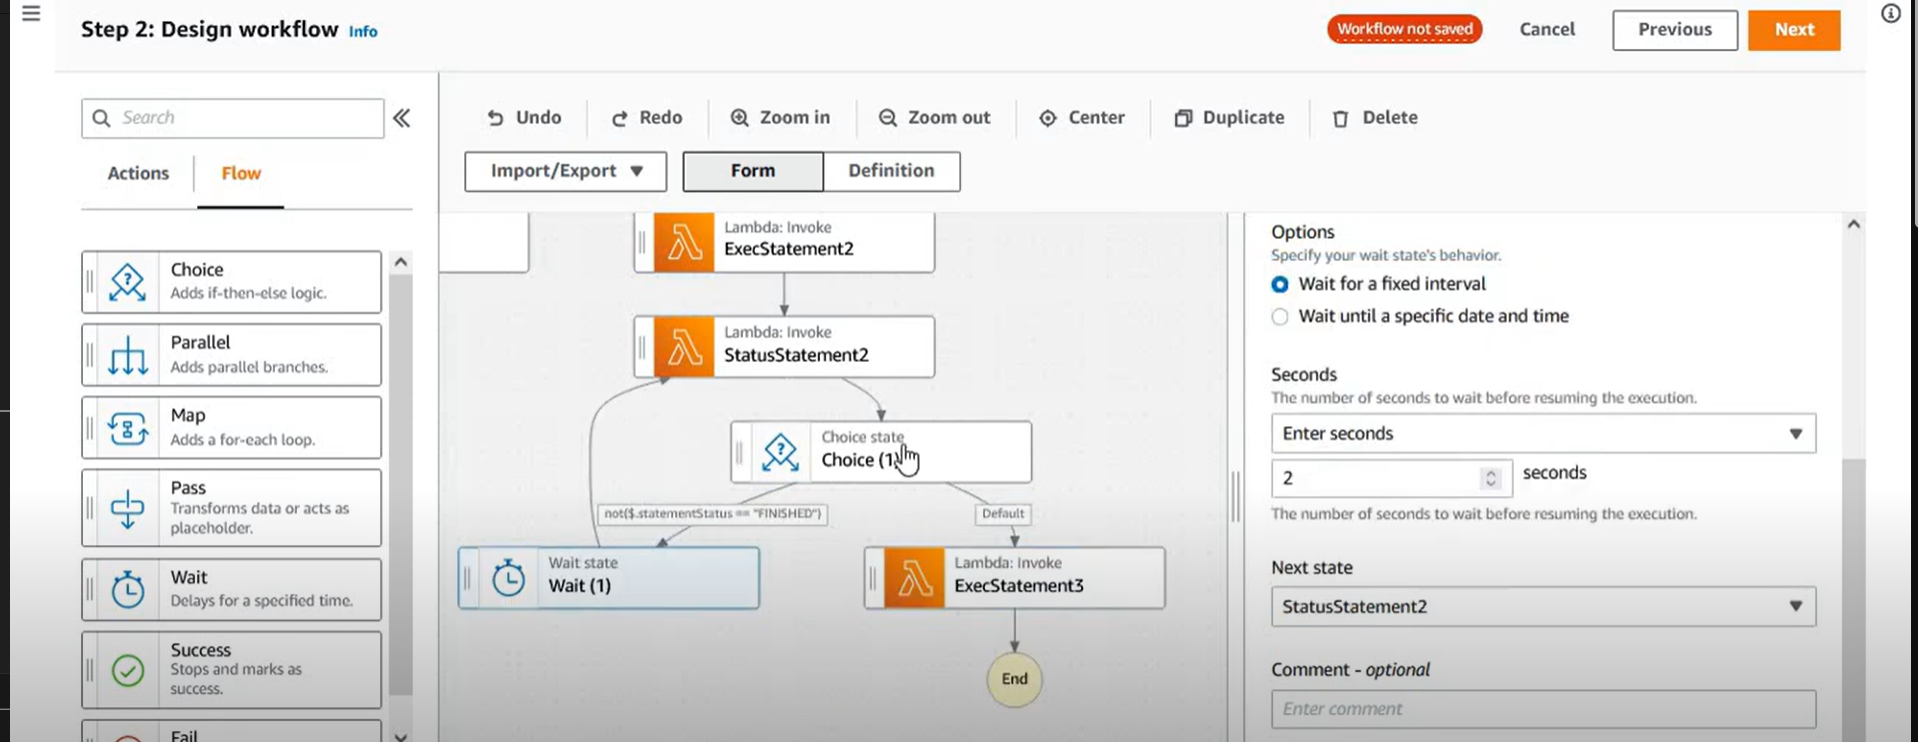 Step 2: Design workflow Info
Workflow not saved
Cancel
Previous
Next
Search
Actions
Flow
Choice
Adds if-then-else logic.
Parallel
Adds parallel branches.
Map
Adds a for-each loop.
Pass
Transforms data or acts as
placeholder.
Wait
Delays for a specified time.
Success
Stops and marks as
success.
Fail
Undo
Redo
Zoom in
Zoom out
Center
Duplicate
Delete
Import/Export
Form
Definition
Lambda: Invoke
ExecStatement2
Lambda: Invoke
StatusStatement2
Choice state
Choice (1)
not($.statementStatus == "FINISHED")
Default
Wait state
Wait (1)
Lambda: Invoke
ExecStatement3
End
Options
Specify your wait state's behavior.
Wait for a fixed interval
Wait until a specific date and time
Seconds
The number of seconds to wait before resuming the execution.
Enter seconds
2
seconds
The number of seconds to wait before resuming the execution.
Next state
StatusStatement2
Comment - optional
Enter comment